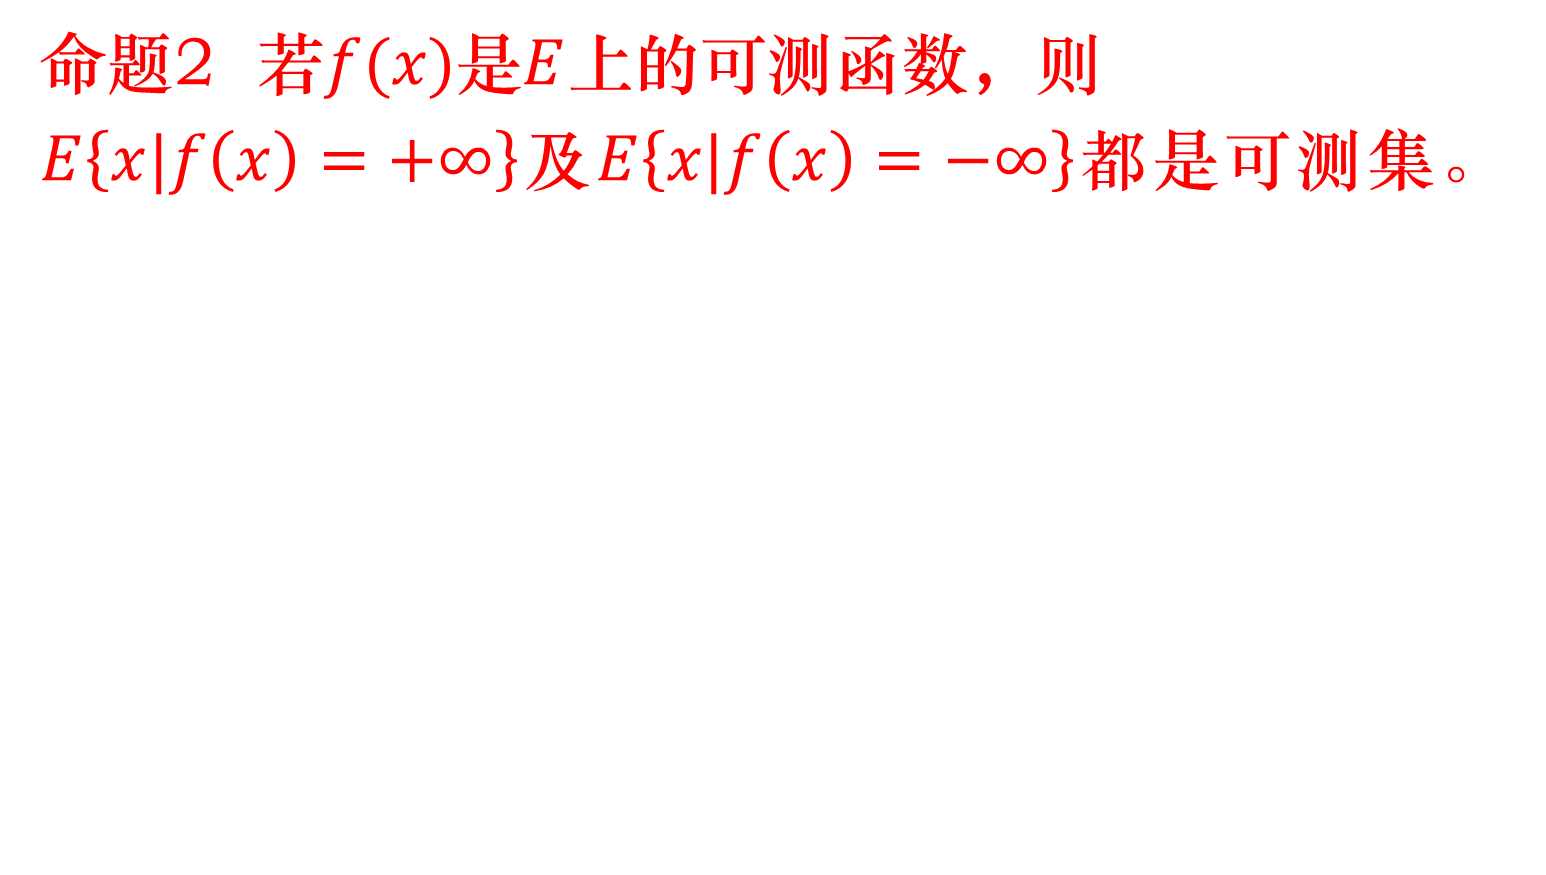 命题2 若f(x)是E上的可测函数，则
E{x|f(x) = +∞}及E{x|f(x) = −∞}都是可测集。